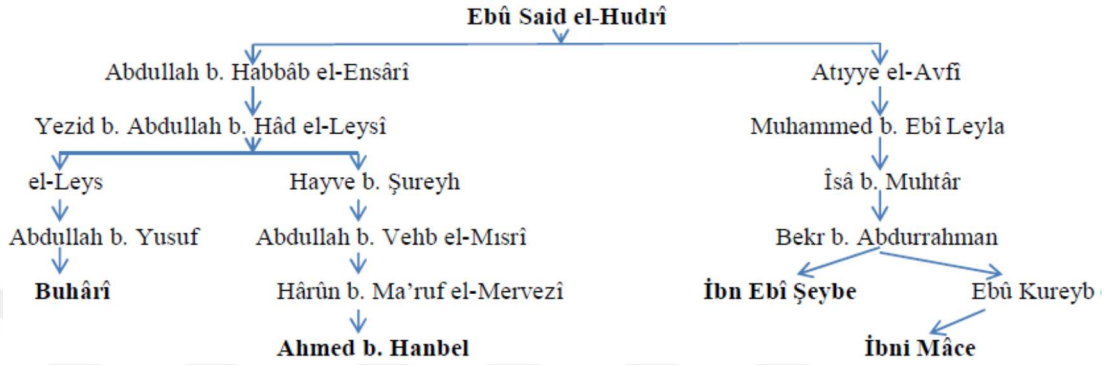 Ebû Said el-Hudrî
Abdullah b. Habbâb el-Ensârî Atıyye el-Avfî
Yezid b. Abdullah b. Hâd el-Leysî Muhammed b. Ebî Leyla
el-Leys Hayve b. Şureyh Îsâ b. Muhtâr
Abdullah b. Yusuf Abdullah b. Vehb el-Mısrî Bekr b. Abdurrahman
Buhârî Hârûn b. Ma’ruf el-Mervezî İbn Ebî Şeybe Ebû Kureyb
Ahmed b. Hanbel İbni Mâce